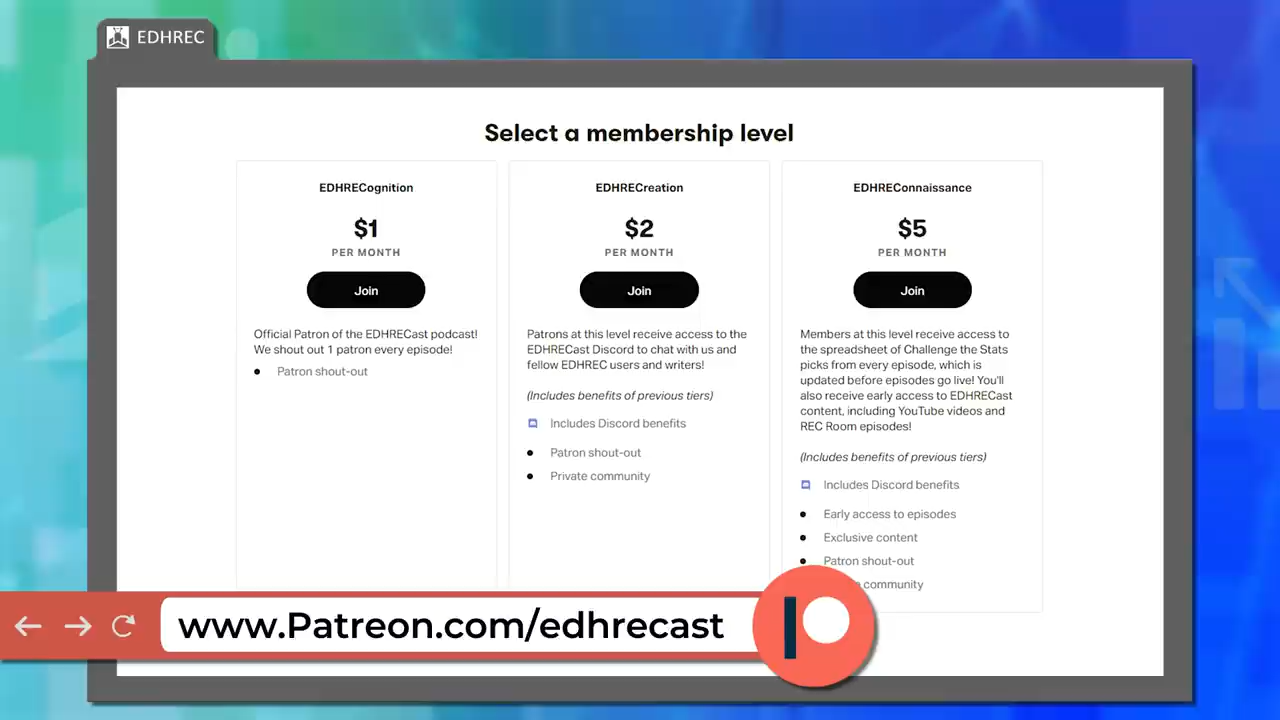 EDHREC
Select a membership level
EDHRECognition
$1
PER MONTH
Join
Official Patron of the EDHRECast podcast!
We shout out 1 patron every episode!
Patron shout-out
EDHRECreation
$2
PER MONTH
Join
Patrons at this level receive access to the
EDHRECast Discord to chat with us and
fellow EDHREC users and writers!
(Includes benefits of previous tiers)
Includes Discord benefits
Patron shout-out
Private community
EDHREConnaissance
$5
PER MONTH
Join
Members at this level receive access to
the spreadsheet of Challenge the Stats
picks from every episode, which is
updated before episodes go live! You'll
also receive early access to EDHRECast
content, including YouTube videos and
REC Room episodes!
(Includes benefits of previous tiers)
Includes Discord benefits
Early access to episodes
Exclusive content
Patron shout-out
community
www.Patreon.com/edhrecast